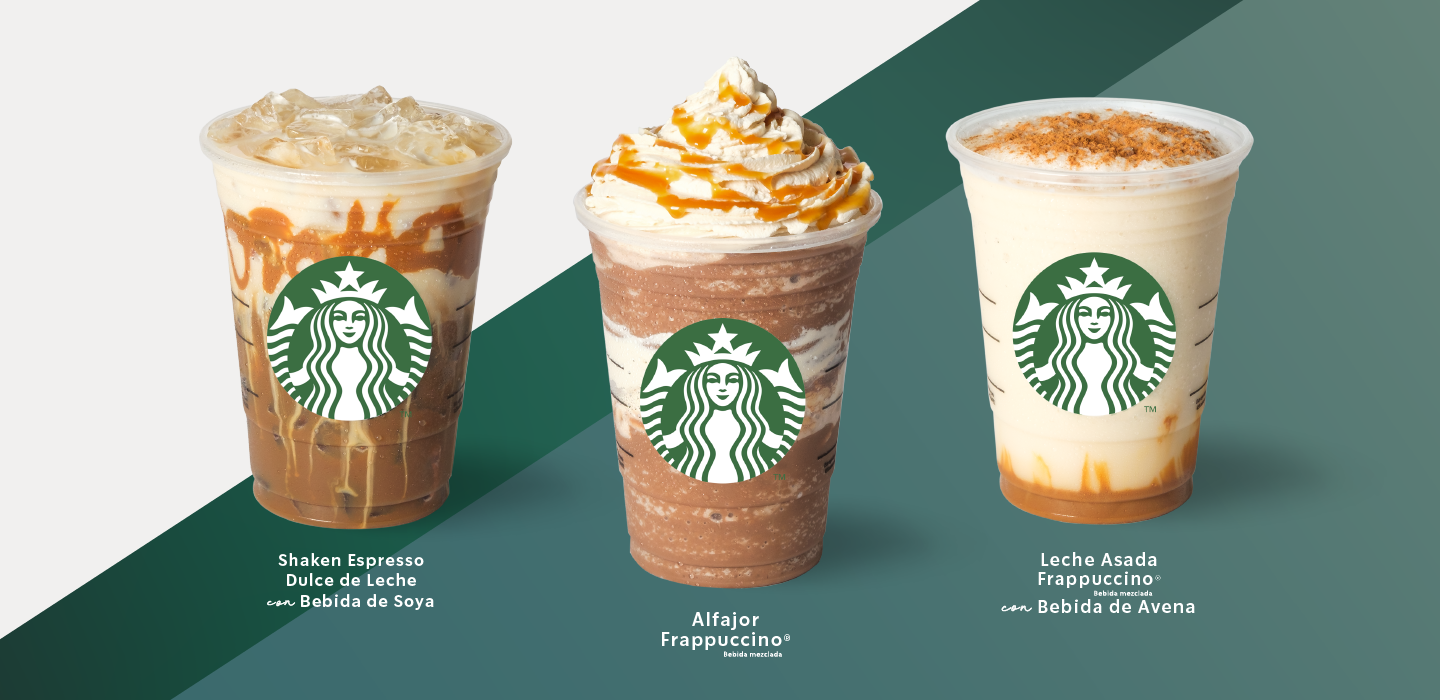 Shaken Espresso
Dulce de Leche
con Bebida de Soya
Alfajor
Frappuccino®
Bebida mezclada
TM
Leche Asada
Frappuccino®
Bebida mezclada
con Bebida de Avena